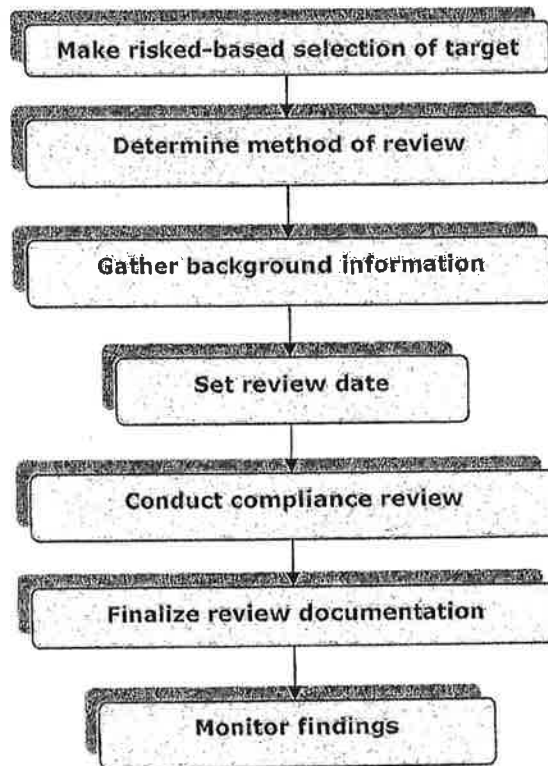 Make risked-based selection of target
Determine method of review
Gather background information
Set review date
Conduct compliance review
Finalize review documentation
Monitor findings